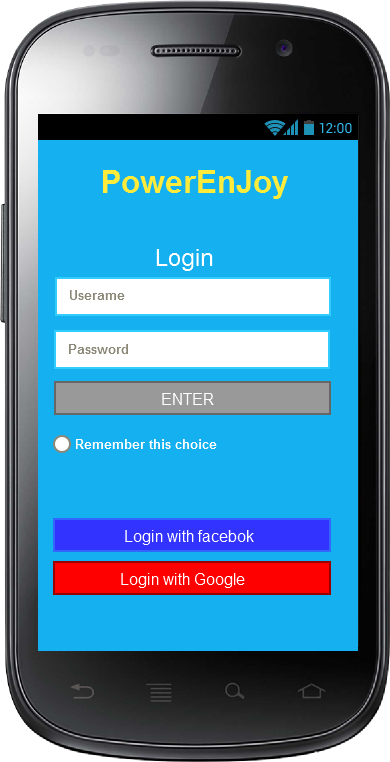 12:00
PowerEnJoy
Login
Userame
Password
ENTER
Remember this choice
Login with facebok
Login with Google